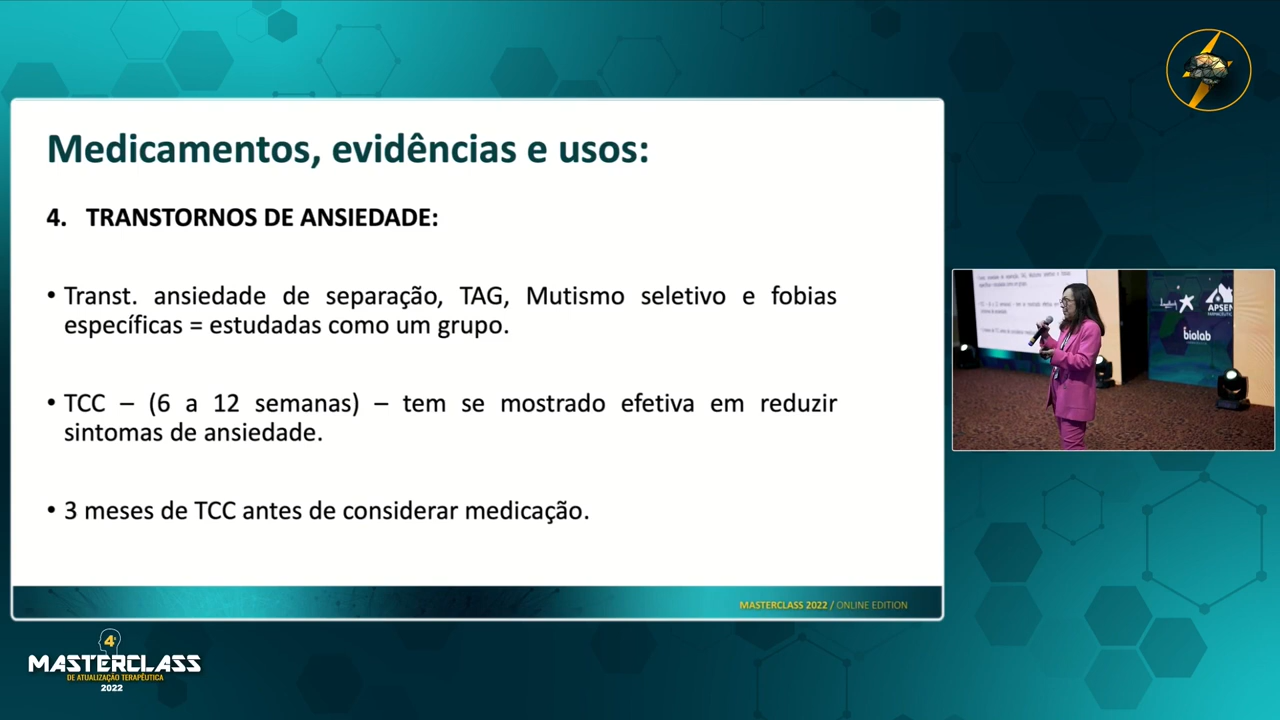 Medicamentos, evidências e usos:
4. TRANSTORNOS DE ANSIEDADE:
• Transt. ansiedade de separação, TAG, Mutismo seletivo e fobias
específicas = estudadas como um grupo.
• TCC – (6 a 12 semanas) – tem se mostrado efetiva em reduzir
sintomas de ansiedade.
• 3 meses de TCC antes de considerar medicação.
MASTERCLASS 2022 / ONLINE EDITION
APSEN
FARMACÊUTICA
biolab
4ª
MASTERCLASS
DE ATUALIZAÇÃO TERAPÊUTICA
2022